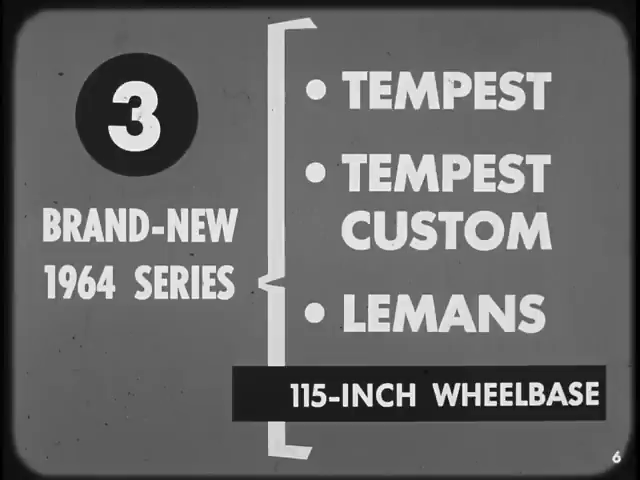 3
BRAND-NEW
1964 SERIES
• TEMPEST
• TEMPEST
CUSTOM
• LEMANS
115-INCH WHEELBASE
6